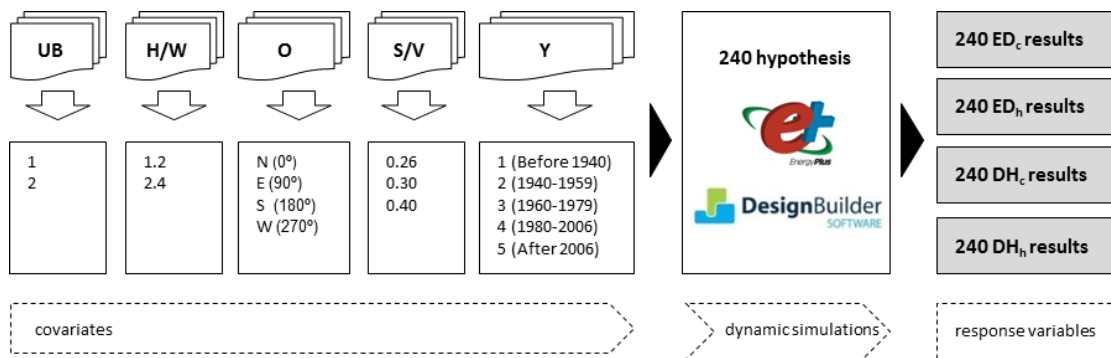 UB
H/W
O
S/V
Y
1
2
1.2
2.4
N (0º)
E (90º)
S (180º)
W (270º)
0.26
0.30
0.40
1 (Before 1940)
2 (1940-1959)
3 (1960-1979)
4 (1980-2006)
5 (After 2006)
240 hypothesis
e+
EnergyPlus
DesignBuilder
SOFTWARE
240 EDc results
240 EDh results
240 DHc results
240 DHh results
covariates
dynamic simulations
response variables